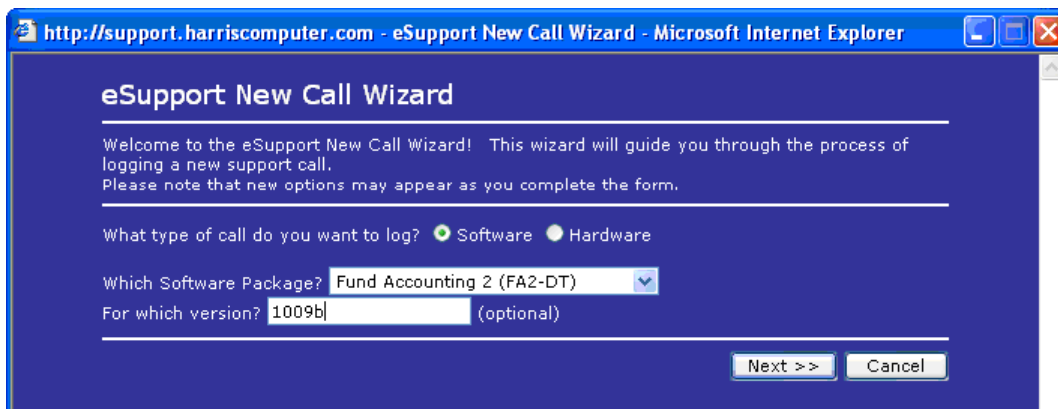 http://support.harriscomputer.com - eSupport New Call Wizard - Microsoft Internet Explorer
eSupport New Call Wizard
Welcome to the eSupport New Call Wizard! This wizard will guide you through the process of
logging a new support call.
Please note that new options may appear as you complete the form.
What type of call do you want to log? Software Hardware
Which Software Package? Fund Accounting 2 (FA2-DT)
For which version? 1009b (optional)
Next >> Cancel